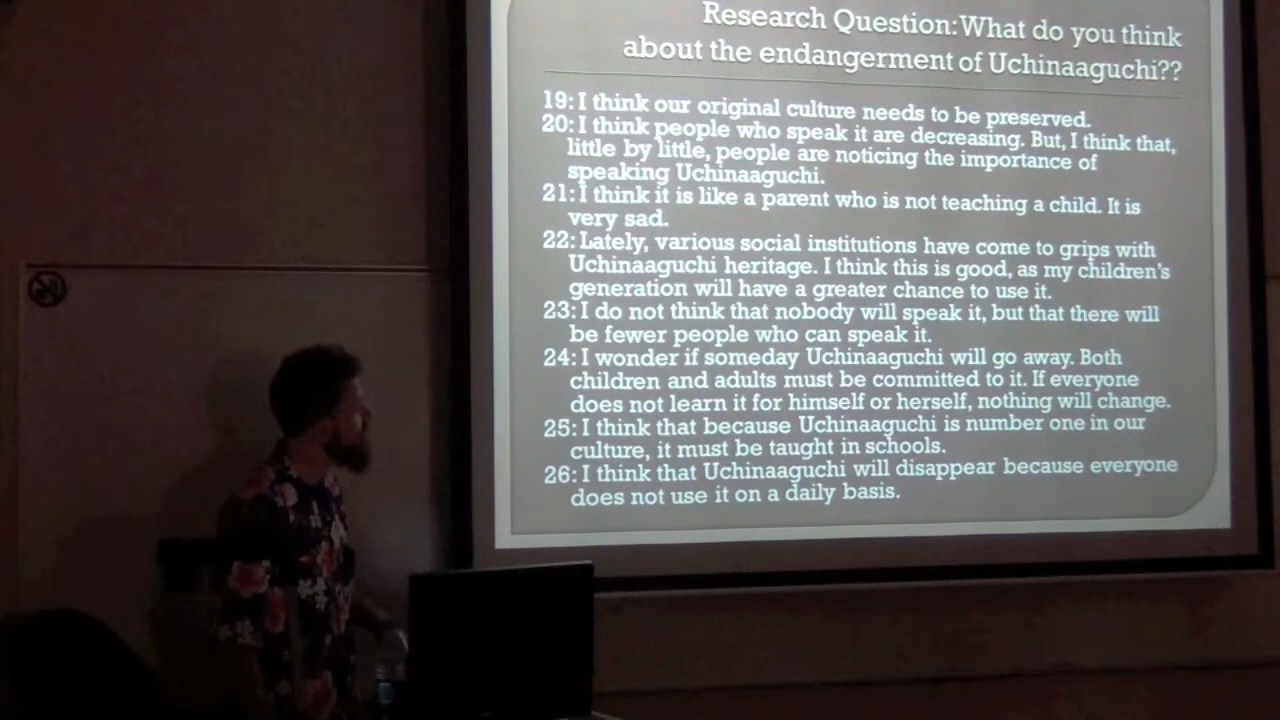 Research Question: What do you think
about the endangerment of Uchinaaguchi??
19: I think our original culture needs to be preserved.
20: I think people who speak it are decreasing. But, I think that,
little by little, people are noticing the importance of
speaking Uchinaaguchi.
21: I think it is like a parent who is not teaching a child. It is
very sad.
22: Lately, various social institutions have come to grips with
Uchinaaguchi heritage. I think this is good, as my children's
generation will have a greater chance to use it.
23: I do not think that nobody will speak it, but that there will
be fewer people who can speak it.
24: I wonder if someday Uchinaaguchi will go away. Both
children and adults must be committed to it. If everyone
does not learn it for himself or herself, nothing will change.
25: I think that because Uchinaaguchi is number one in our
culture, it must be taught in schools.
26: I think that Uchinaaguchi will disappear because everyone
does not use it on a daily basis.